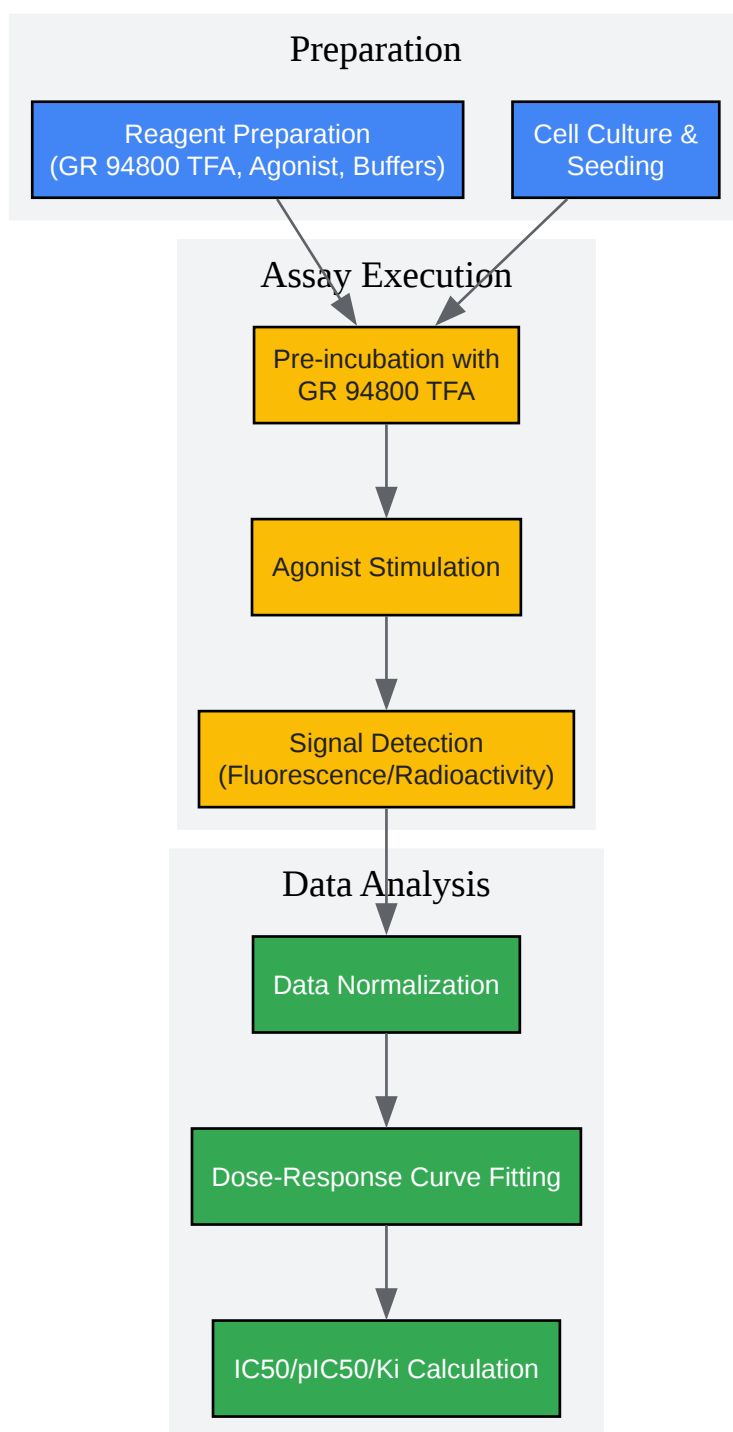 Preparation
Reagent Preparation
(GR 94800 TFA, Agonist, Buffers)
Cell Culture &
Seeding
Assay Execution
Pre-incubation with
GR 94800 TFA
Agonist Stimulation
Signal Detection
(Fluorescence/Radioactivity)
Data Analysis
Data Normalization
Dose-Response Curve Fitting
IC50/pIC50/Ki Calculation